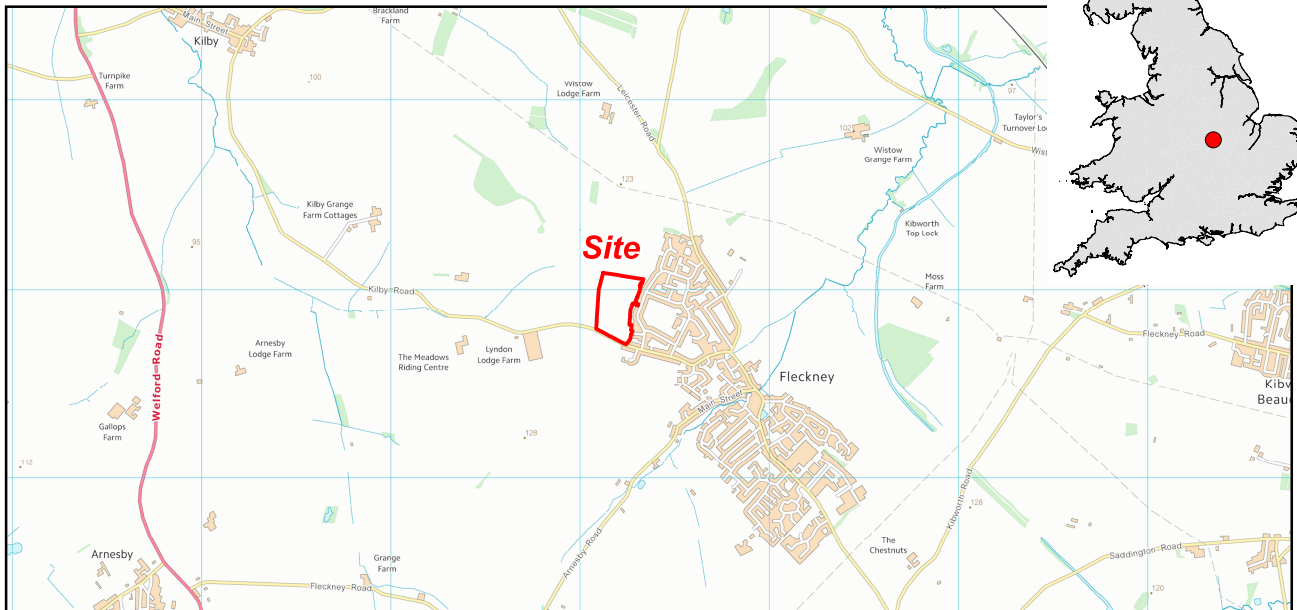 Brackland
Farm
Main Street
Kilby
Turnpike
Farm
100
Wistow
Lodge Farm
Leicester Road
97
Taylor's
Turnover Lo
102
Wist
Wistow
Grange Farm
123
Kilby Grange
Farm Cottages
Kibworth
Top Lock
95
Site
Moss
Farm
Kilby Road
Fleckney Road
Arnesby
Lodge Farm
The Meadows
Riding Centre
Lyndon
Lodge Farm
Welford Road
Fleckney
Kibw
Beau
Main Street
Gallops
Farm
128
112
Kibworth Road
128
Arnesby Road
The
Chestnuts
Saddington Road
Arnesby
Grange
Farm
Fleckney Road
120